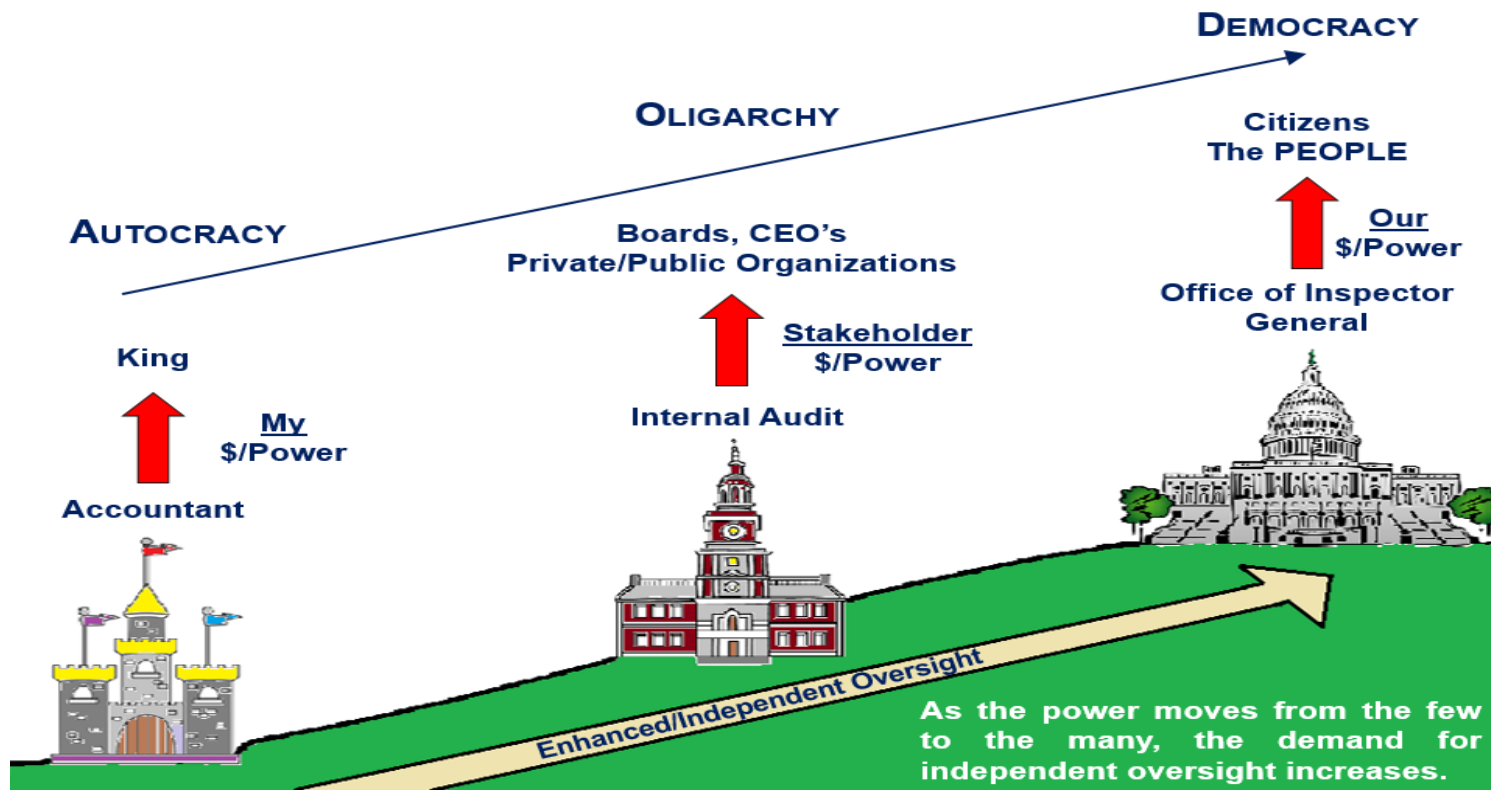 DEMOCRACY
OLIGARCHY
AUTOCRACY
Citizens
The PEOPLE
Our
$/Power
Office of Inspector
General
Boards, CEO's
Private/Public Organizations
Stakeholder
$/Power
Internal Audit
King
My
$/Power
Accountant
Enhanced/Independent Oversight
As the power moves from the few
to the many, the demand for
independent oversight increases.